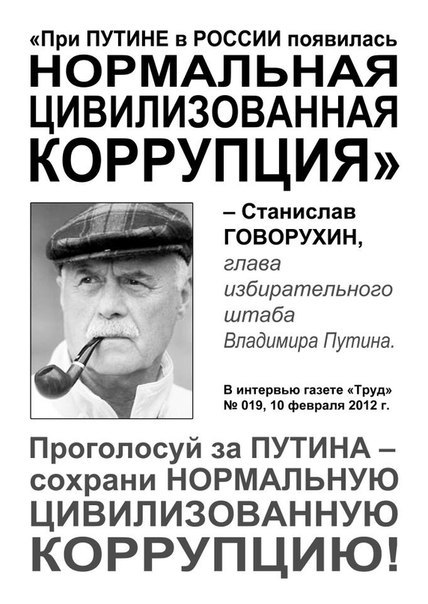 «При ПУТИНЕ в РОССИИ появилась
НОРМАЛЬНАЯ
ЦИВИЛИЗОВАННАЯ
КОРРУПЦИЯ»
– Станислав
ГОВОРУХИН,
глава
избирательного
штаба
Владимира Путина.
В интервью газете «Труд»
№ 019, 10 февраля 2012 г.
Проголосуй за ПУТИНА –
сохрани НОРМАЛЬНУЮ
ЦИВИЛИЗОВАННУЮ
КОРРУПЦИЮ!